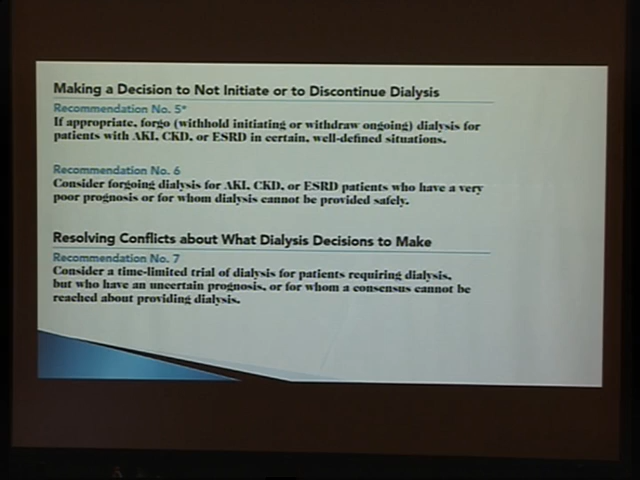 Making a Decision to Not Initiate or to Discontinue Dialysis
Recommendation No. 5*
If appropriate, forgo (withhold initiating or withdraw ongoing) dialysis for
patients with AKI, CKD, or ESRD in certain, well-defined situations.
Recommendation No. 6
Consider forgoing dialysis for AKI, CKD, or ESRD patients who have a very
poor prognosis or for whom dialysis cannot be provided safely.
Resolving Conflicts about What Dialysis Decisions to Make
Recommendation No. 7
Consider a time-limited trial of dialysis for patients requiring dialysis,
but who have an uncertain prognosis, or for whom a consensus cannot be
reached about providing dialysis.